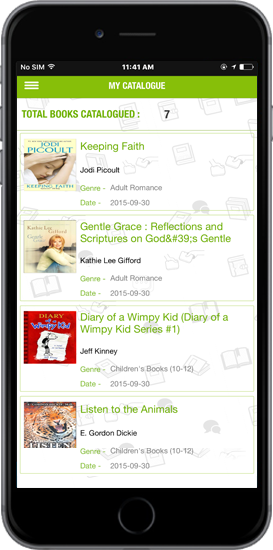 No SIM
11:41 AM
MY CATALOGUE
TOTAL BOOKS CATALOGUED : 7
JODI
PICOULT
KEEPING FAITH
Keeping Faith
Jodi Picoult
Genre - Adult Romance
Date - 2015-09-30
Kathie Lee
Gifford
Gentle Grace : Reflections and
Scriptures on God&#39;s Gentle
Kathie Lee Gifford
Genre - Adult Romance
Date - 2015-09-30
DIARY
of a
Wimpy Kid
Diary of a Wimpy Kid (Diary of a
Wimpy Kid Series #1)
Jeff Kinney
Genre - Children's Books (10-12)
Date - 2015-09-30
LISTEN
Listen to the Animals
E. Gordon Dickie
Genre - Children's Books (10-12)
Date - 2015-09-30